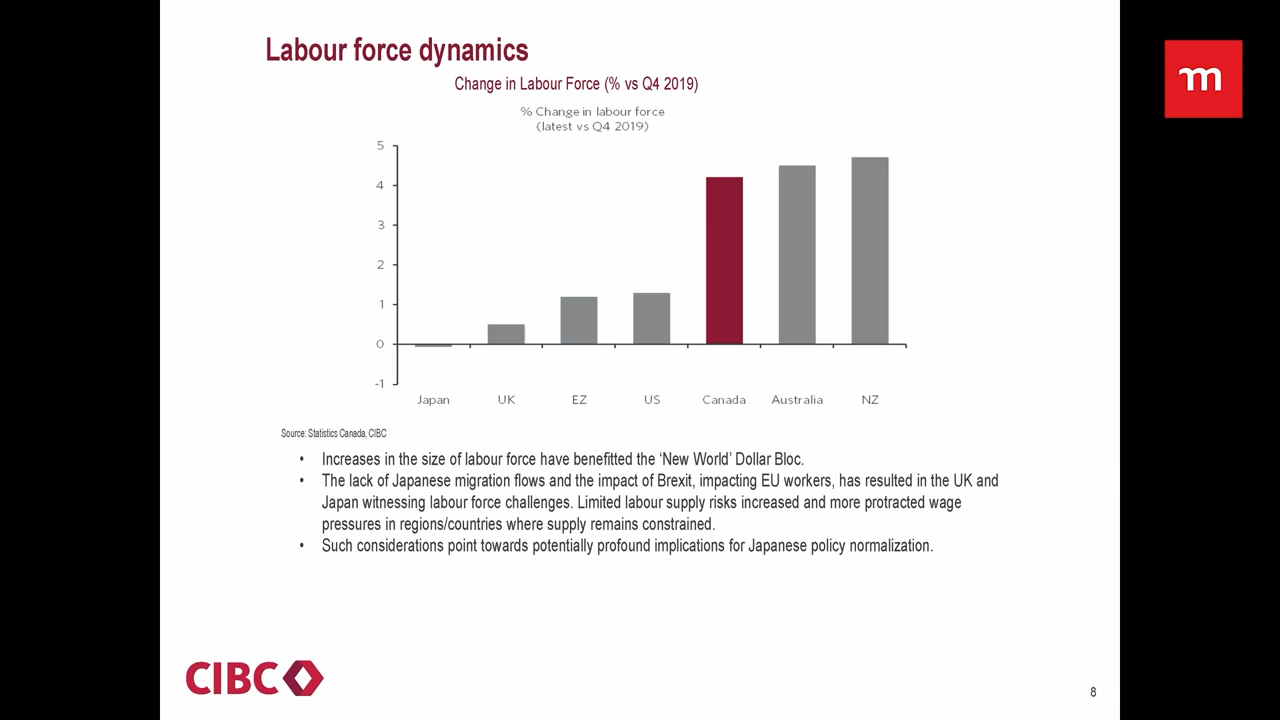 Labour force dynamics
Change in Labour Force (% vs Q4 2019)
% Change in labour force
(latest vs Q4 2019)
5
4
3
2
1
0
-1
Japan UK EZ US Canada Australia NZ
Source: Statistics Canada, CIBC
• Increases in the size of labour force have benefitted the ‘New World’ Dollar Bloc.
• The lack of Japanese migration flows and the impact of Brexit, impacting EU workers, has resulted in the UK and
Japan witnessing labour force challenges. Limited labour supply risks increased and more protracted wage
pressures in regions/countries where supply remains constrained.
• Such considerations point towards potentially profound implications for Japanese policy normalization.
CIBC
8
m